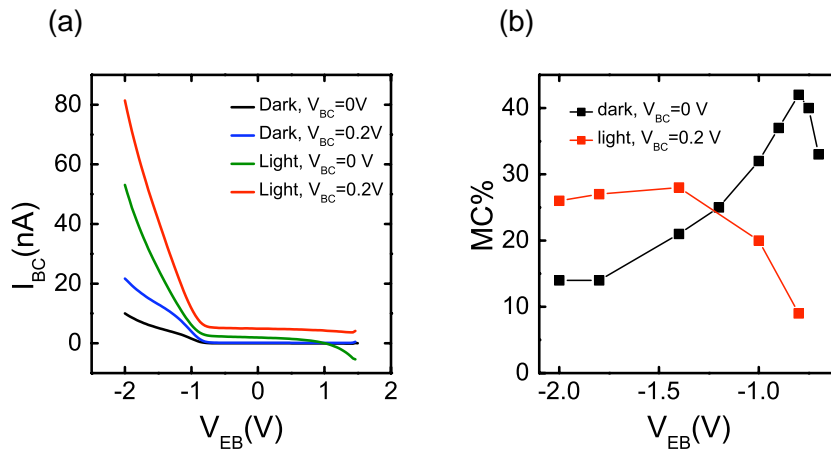 (a)
80
60
40
20
0
I_BC(nA)
-2
-1
0
1
2
V_EB(V)
Dark, V_BC=0V
Dark, V_BC=0.2V
Light, V_BC=0 V
Light, V_BC=0.2V
(b)
40
30
20
10
0
MC%
-2.0
-1.5
-1.0
V_EB(V)
dark, V_BC=0 V
light, V_BC=0.2 V